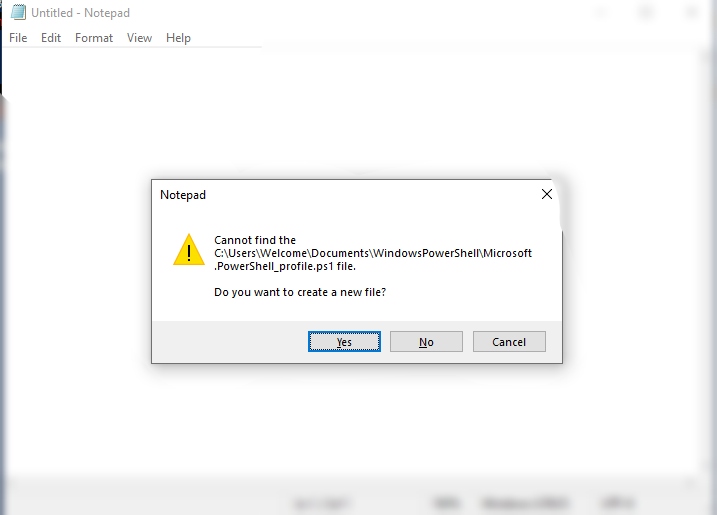 Untitled - Notepad
File Edit Format View Help
Notepad
Cannot find the
C:\Users\Welcome\Documents\WindowsPowerShell\Microsoft
.PowerShell_profile.ps1 file.
Do you want to create a new file?
Yes No Cancel